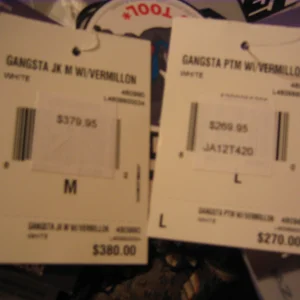 TOOL*
GANGSTA JK M W/VERMILLON
WHITE
$379.95
M
GANGSTA JK M W/VERMILLON
WHITE
$380.00
GANGSTA PTM W/VERMILLON
WHITE
$269.95
JA12T420
L
GANGSTA PTM W/VERMILLON
WHITE
L
$270.00